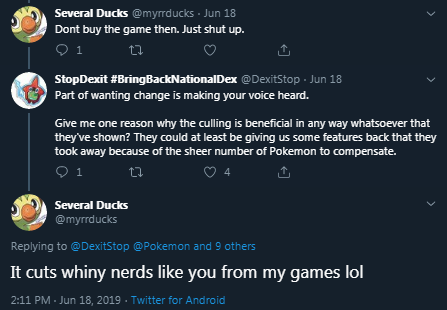 Several Ducks @myrrducks · Jun 18
Dont buy the game then. Just shut up.
1
StopDexit #BringBackNationalDex @DexitStop · Jun 18
Part of wanting change is making your voice heard.
Give me one reason why the culling is beneficial in any way whatsoever that
they've shown? They could at least be giving us some features back that they
took away because of the sheer number of Pokemon to compensate.
1 4
Several Ducks
@myrrducks
Replying to @DexitStop @Pokemon and 9 others
It cuts whiny nerds like you from my games lol
2:11 PM · Jun 18, 2019 · Twitter for Android